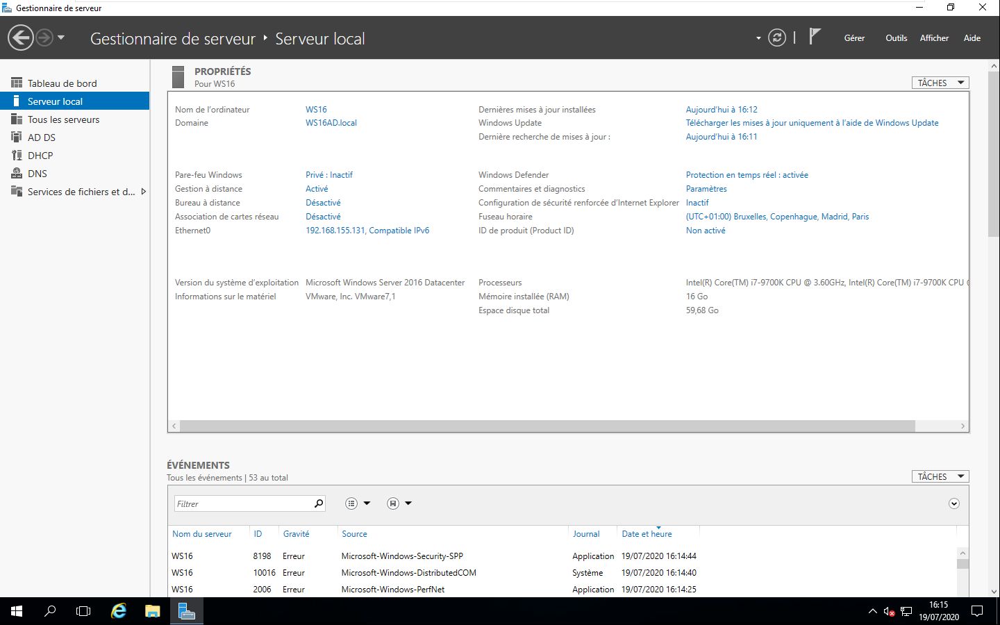 Gestionnaire de serveur
Gestionnaire de serveur ‣ Serveur local
Gérer Outils Afficher Aide
Tableau de bord
Serveur local
Tous les serveurs
AD DS
DHCP
DNS
Services de fichiers et d...
PROPRIÉTÉS
Pour WS16
TÂCHES
Nom de l'ordinateur WS16 Dernières mises à jour installées Aujourd'hui à 16:12
Domaine WS16AD.local Windows Update Télécharger les mises à jour uniquement à l'aide de Windows Update
Dernière recherche de mises à jour : Aujourd'hui à 16:11
Pare-feu Windows Privé : Inactif Windows Defender Protection en temps réel : activée
Gestion à distance Activé Commentaires et diagnostics Paramètres
Bureau à distance Désactivé Configuration de sécurité renforcée d'Internet Explorer Inactif
Association de cartes réseau Désactivé Fuseau horaire (UTC+01:00) Bruxelles, Copenhague, Madrid, Paris
Ethernet0 192.168.155.131, Compatible IPv6 ID de produit (Product ID) Non activé
Version du système d'exploitation Microsoft Windows Server 2016 Datacenter Processeurs Intel(R) Core(TM) i7-9700K CPU @ 3.60GHz, Intel(R) Core(TM) i7-9700K CPU
Informations sur le matériel VMware, Inc. VMware7,1 Mémoire installée (RAM) 16 Go
Espace disque total 59,68 Go
ÉVÉNEMENTS
Tous les événements | 53 au total
TÂCHES
Filtrer
Nom du serveur ID Gravité Source Journal Date et heure
WS16 8198 Erreur Microsoft-Windows-Security-SPP Application 19/07/2020 16:14:44
WS16 10016 Erreur Microsoft-Windows-DistributedCOM Système 19/07/2020 16:14:40
WS16 2006 Erreur Microsoft-Windows-PerfNet Application 19/07/2020 16:14:25
16:15
19/07/2020